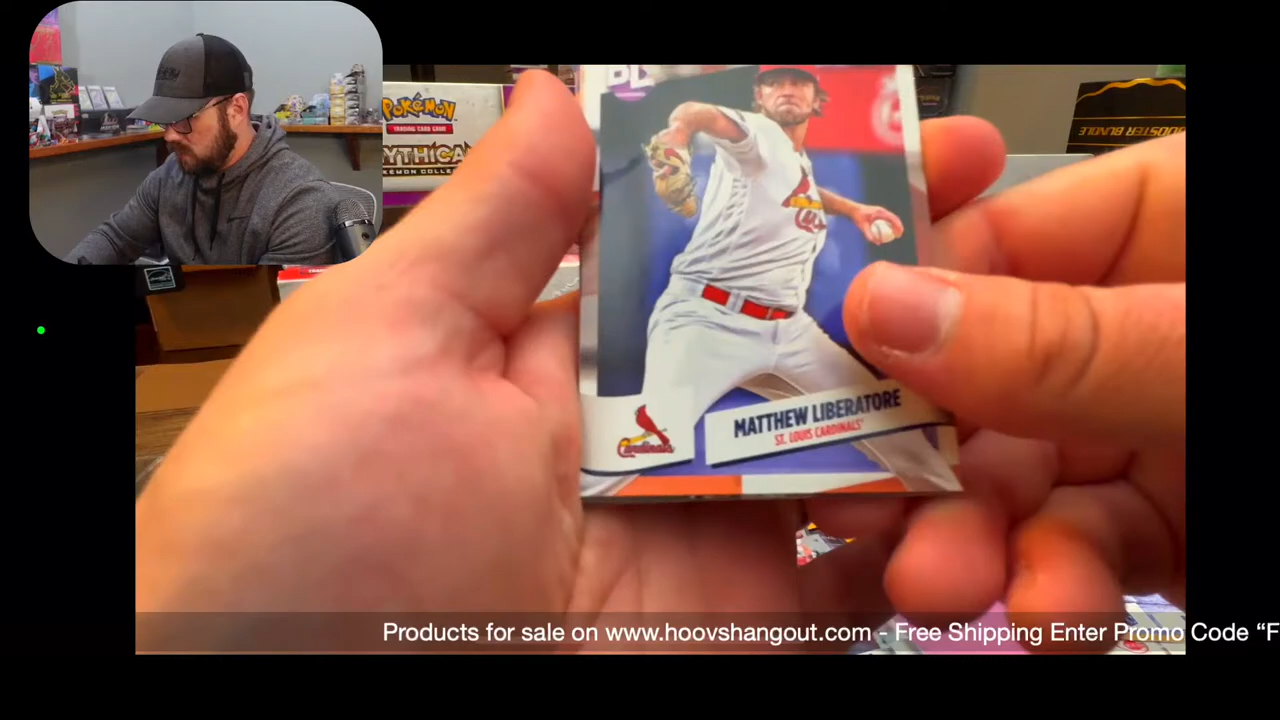 POKéMON
TRADING CARD GAME
BOOSTER BUNDLE
MATTHEW LIBERATORE
ST. LOUIS CARDINALS
Cardinals
Products for sale on www.hoovshangout.com - Free Shipping Enter Promo Code “F